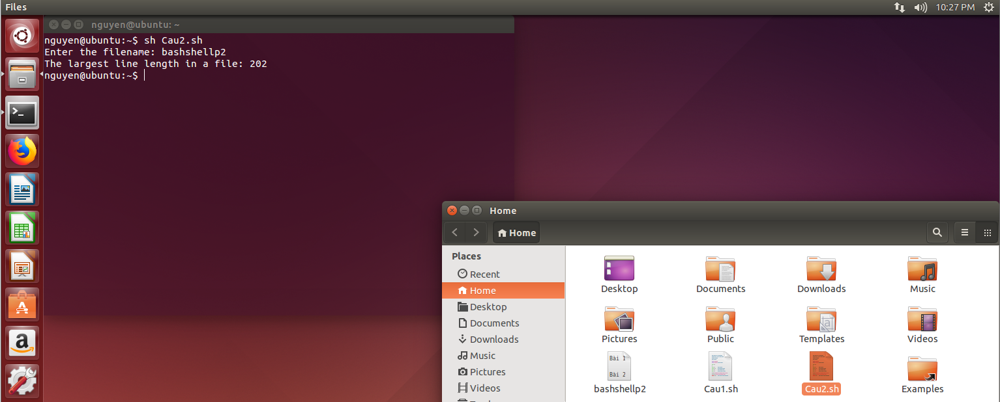 Files
10:27 PM
nguyen@ubuntu: ~
nguyen@ubuntu:~$ sh Cau2.sh
Enter the filename: bashshellp2
The largest line length in a file: 202
nguyen@ubuntu:~$
Home
Home
Places
Recent
Home
Desktop
Documents
Downloads
Music
Pictures
Videos
Desktop
Documents
Downloads
Music
Pictures
Public
Templates
Videos
Bài 1
Bài 2
bashshellp2
Cau1.sh
Cau2.sh
Examples